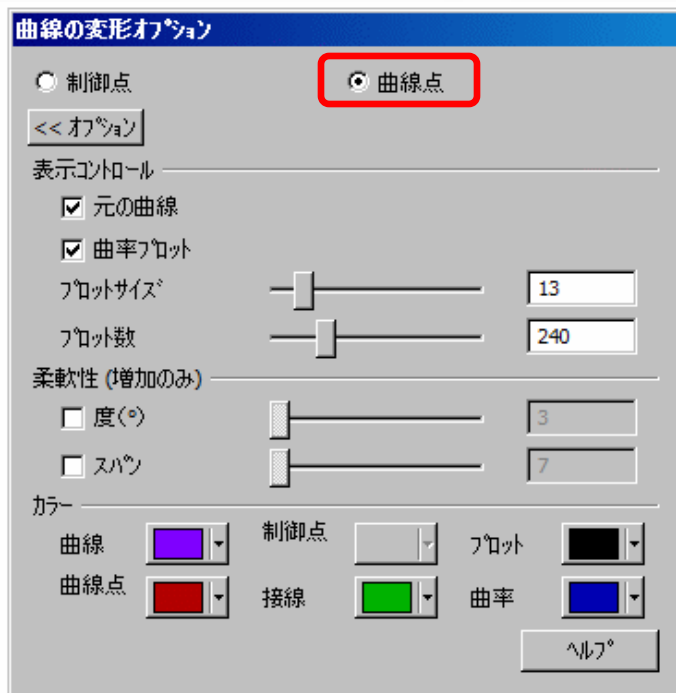 曲線の変形オプション
制御点 曲線点
<< オプション
表示コントロール
元の曲線
曲率プロット
プロットサイズ 13
プロット数 240
柔軟性 (増加のみ)
度(°) 3
スパン 7
カラー
曲線 制御点 プロット
曲線点 接線 曲率
ヘルプ